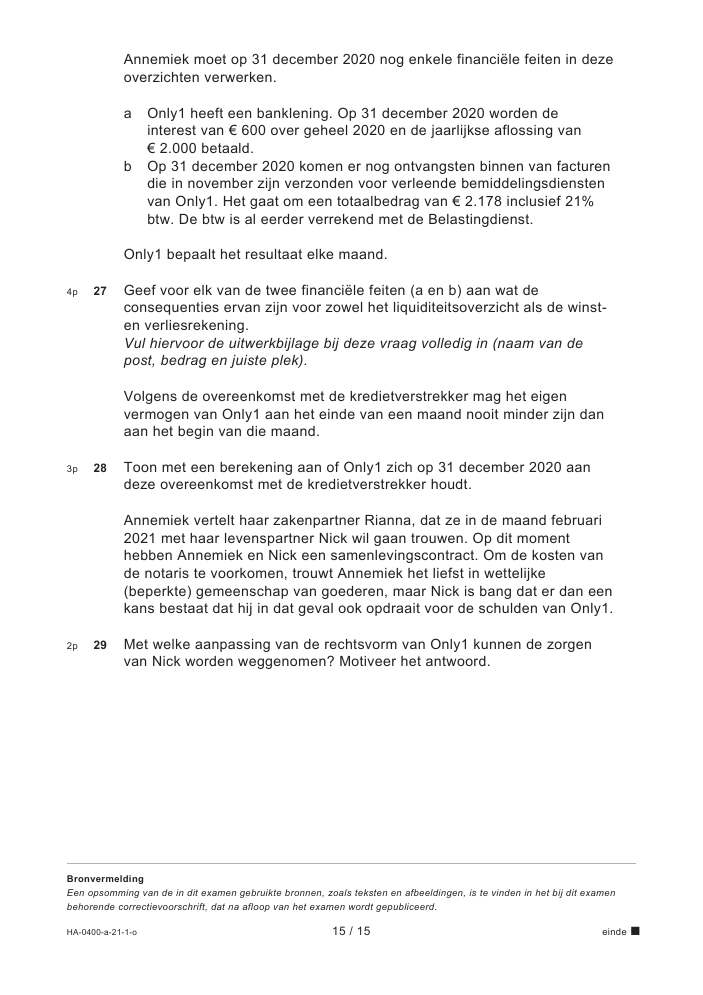 Annemiek moet op 31 december 2020 nog enkele financiële feiten in deze
overzichten verwerken.
a Only1 heeft een banklening. Op 31 december 2020 worden de
interest van € 600 over geheel 2020 en de jaarlijkse aflossing van
€ 2.000 betaald.
b Op 31 december 2020 komen er nog ontvangsten binnen van facturen
die in november zijn verzonden voor verleende bemiddelingsdiensten
van Only1. Het gaat om een totaalbedrag van € 2.178 inclusief 21%
btw. De btw is al eerder verrekend met de Belastingdienst.
Only1 bepaalt het resultaat elke maand.
4p 27 Geef voor elk van de twee financiële feiten (a en b) aan wat de
consequenties ervan zijn voor zowel het liquiditeitsoverzicht als de winst-
en verliesrekening.
Vul hiervoor de uitwerkbijlage bij deze vraag volledig in (naam van de
post, bedrag en juiste plek).
Volgens de overeenkomst met de kredietverstrekker mag het eigen
vermogen van Only1 aan het einde van een maand nooit minder zijn dan
aan het begin van die maand.
3p 28 Toon met een berekening aan of Only1 zich op 31 december 2020 aan
deze overeenkomst met de kredietverstrekker houdt.
Annemiek vertelt haar zakenpartner Rianna, dat ze in de maand februari
2021 met haar levenspartner Nick wil gaan trouwen. Op dit moment
hebben Annemiek en Nick een samenlevingscontract. Om de kosten van
de notaris te voorkomen, trouwt Annemiek het liefst in wettelijke
(beperkte) gemeenschap van goederen, maar Nick is bang dat er dan een
kans bestaat dat hij in dat geval ook opdraait voor de schulden van Only1.
2p 29 Met welke aanpassing van de rechtsvorm van Only1 kunnen de zorgen
van Nick worden weggenomen? Motiveer het antwoord.
Bronvermelding
Een opsomming van de in dit examen gebruikte bronnen, zoals teksten en afbeeldingen, is te vinden in het bij dit examen
behorende correctievoorschrift, dat na afloop van het examen wordt gepubliceerd.
HA-0400-a-21-1-o 15 / 15 einde ■